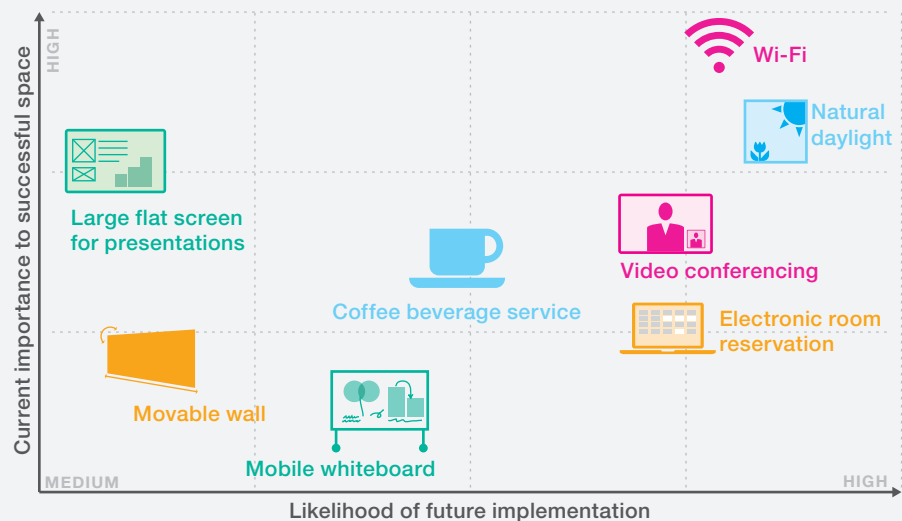 Current importance to successful space
HIGH
Wi-Fi
Natural
daylight
Large flat screen
for presentations
Video conferencing
Coffee beverage service
Electronic room
reservation
Movable wall
Mobile whiteboard
MEDIUM
HIGH
Likelihood of future implementation